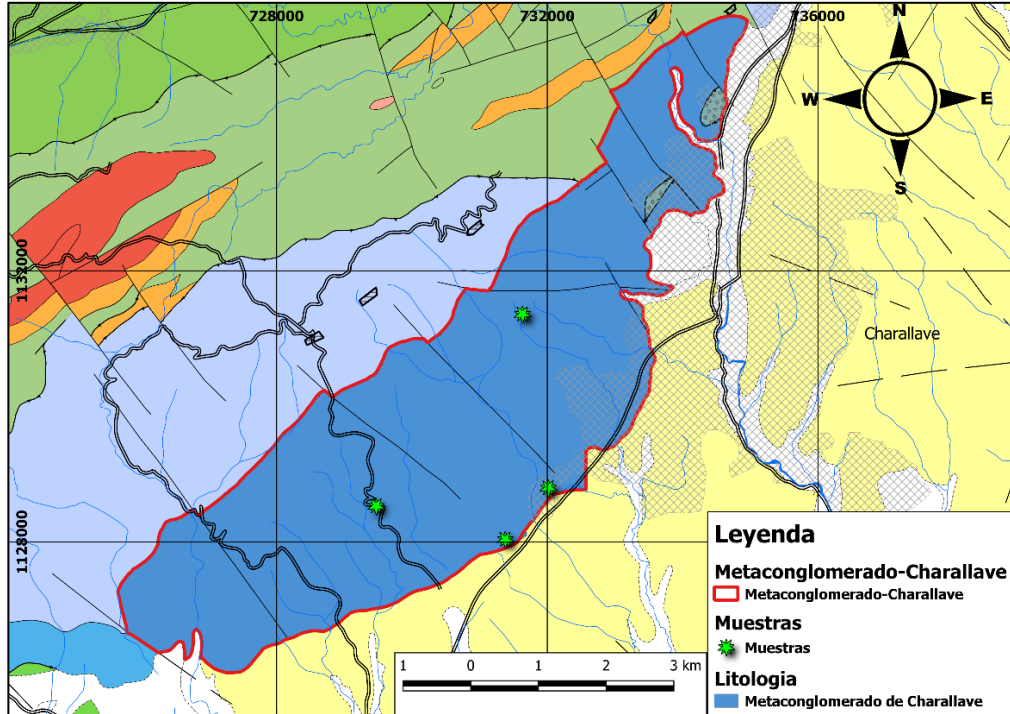 728000
732000
736000
N
W
E
S
1132000
Charallave
1128000
Leyenda
Metaconglomerado-Charallave
Metaconglomerado-Charallave
Muestras
Muestras
Litologia
Metaconglomerado de Charallave
1 0 1 2 3 km